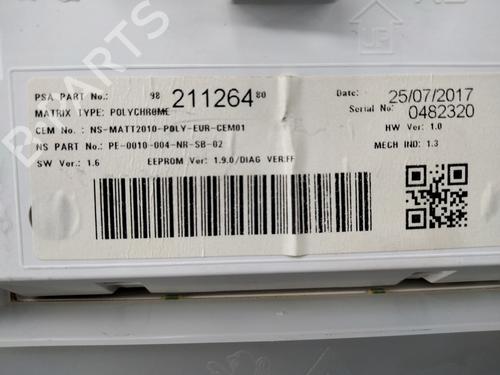 PSA PART No.: 98 211264 80
Date: 25/07/2017
MATRIX TYPE: POLYCHROME
Serial No: 0482320
CEM No.: NS-MATT2010-POLY-EUR-CEM01
HW Ver: 1.0
NS PART No.: PE-0010-004-NR-SB-02
MECH IND: 1.3
SW Ver.: 1.6
EEPROM Ver: 1.9.0/DIAG VER.FF
B PARTS